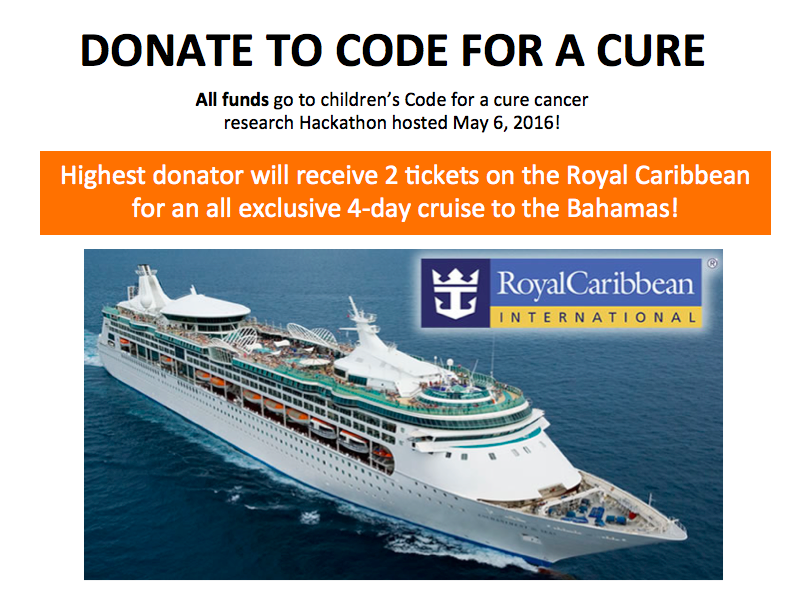 DONATE TO CODE FOR A CURE
All funds go to children’s Code for a cure cancer
research Hackathon hosted May 6, 2016!
Highest donator will receive 2 tickets on the Royal Caribbean
for an all exclusive 4-day cruise to the Bahamas!
RoyalCaribbean
®
INTERNATIONAL